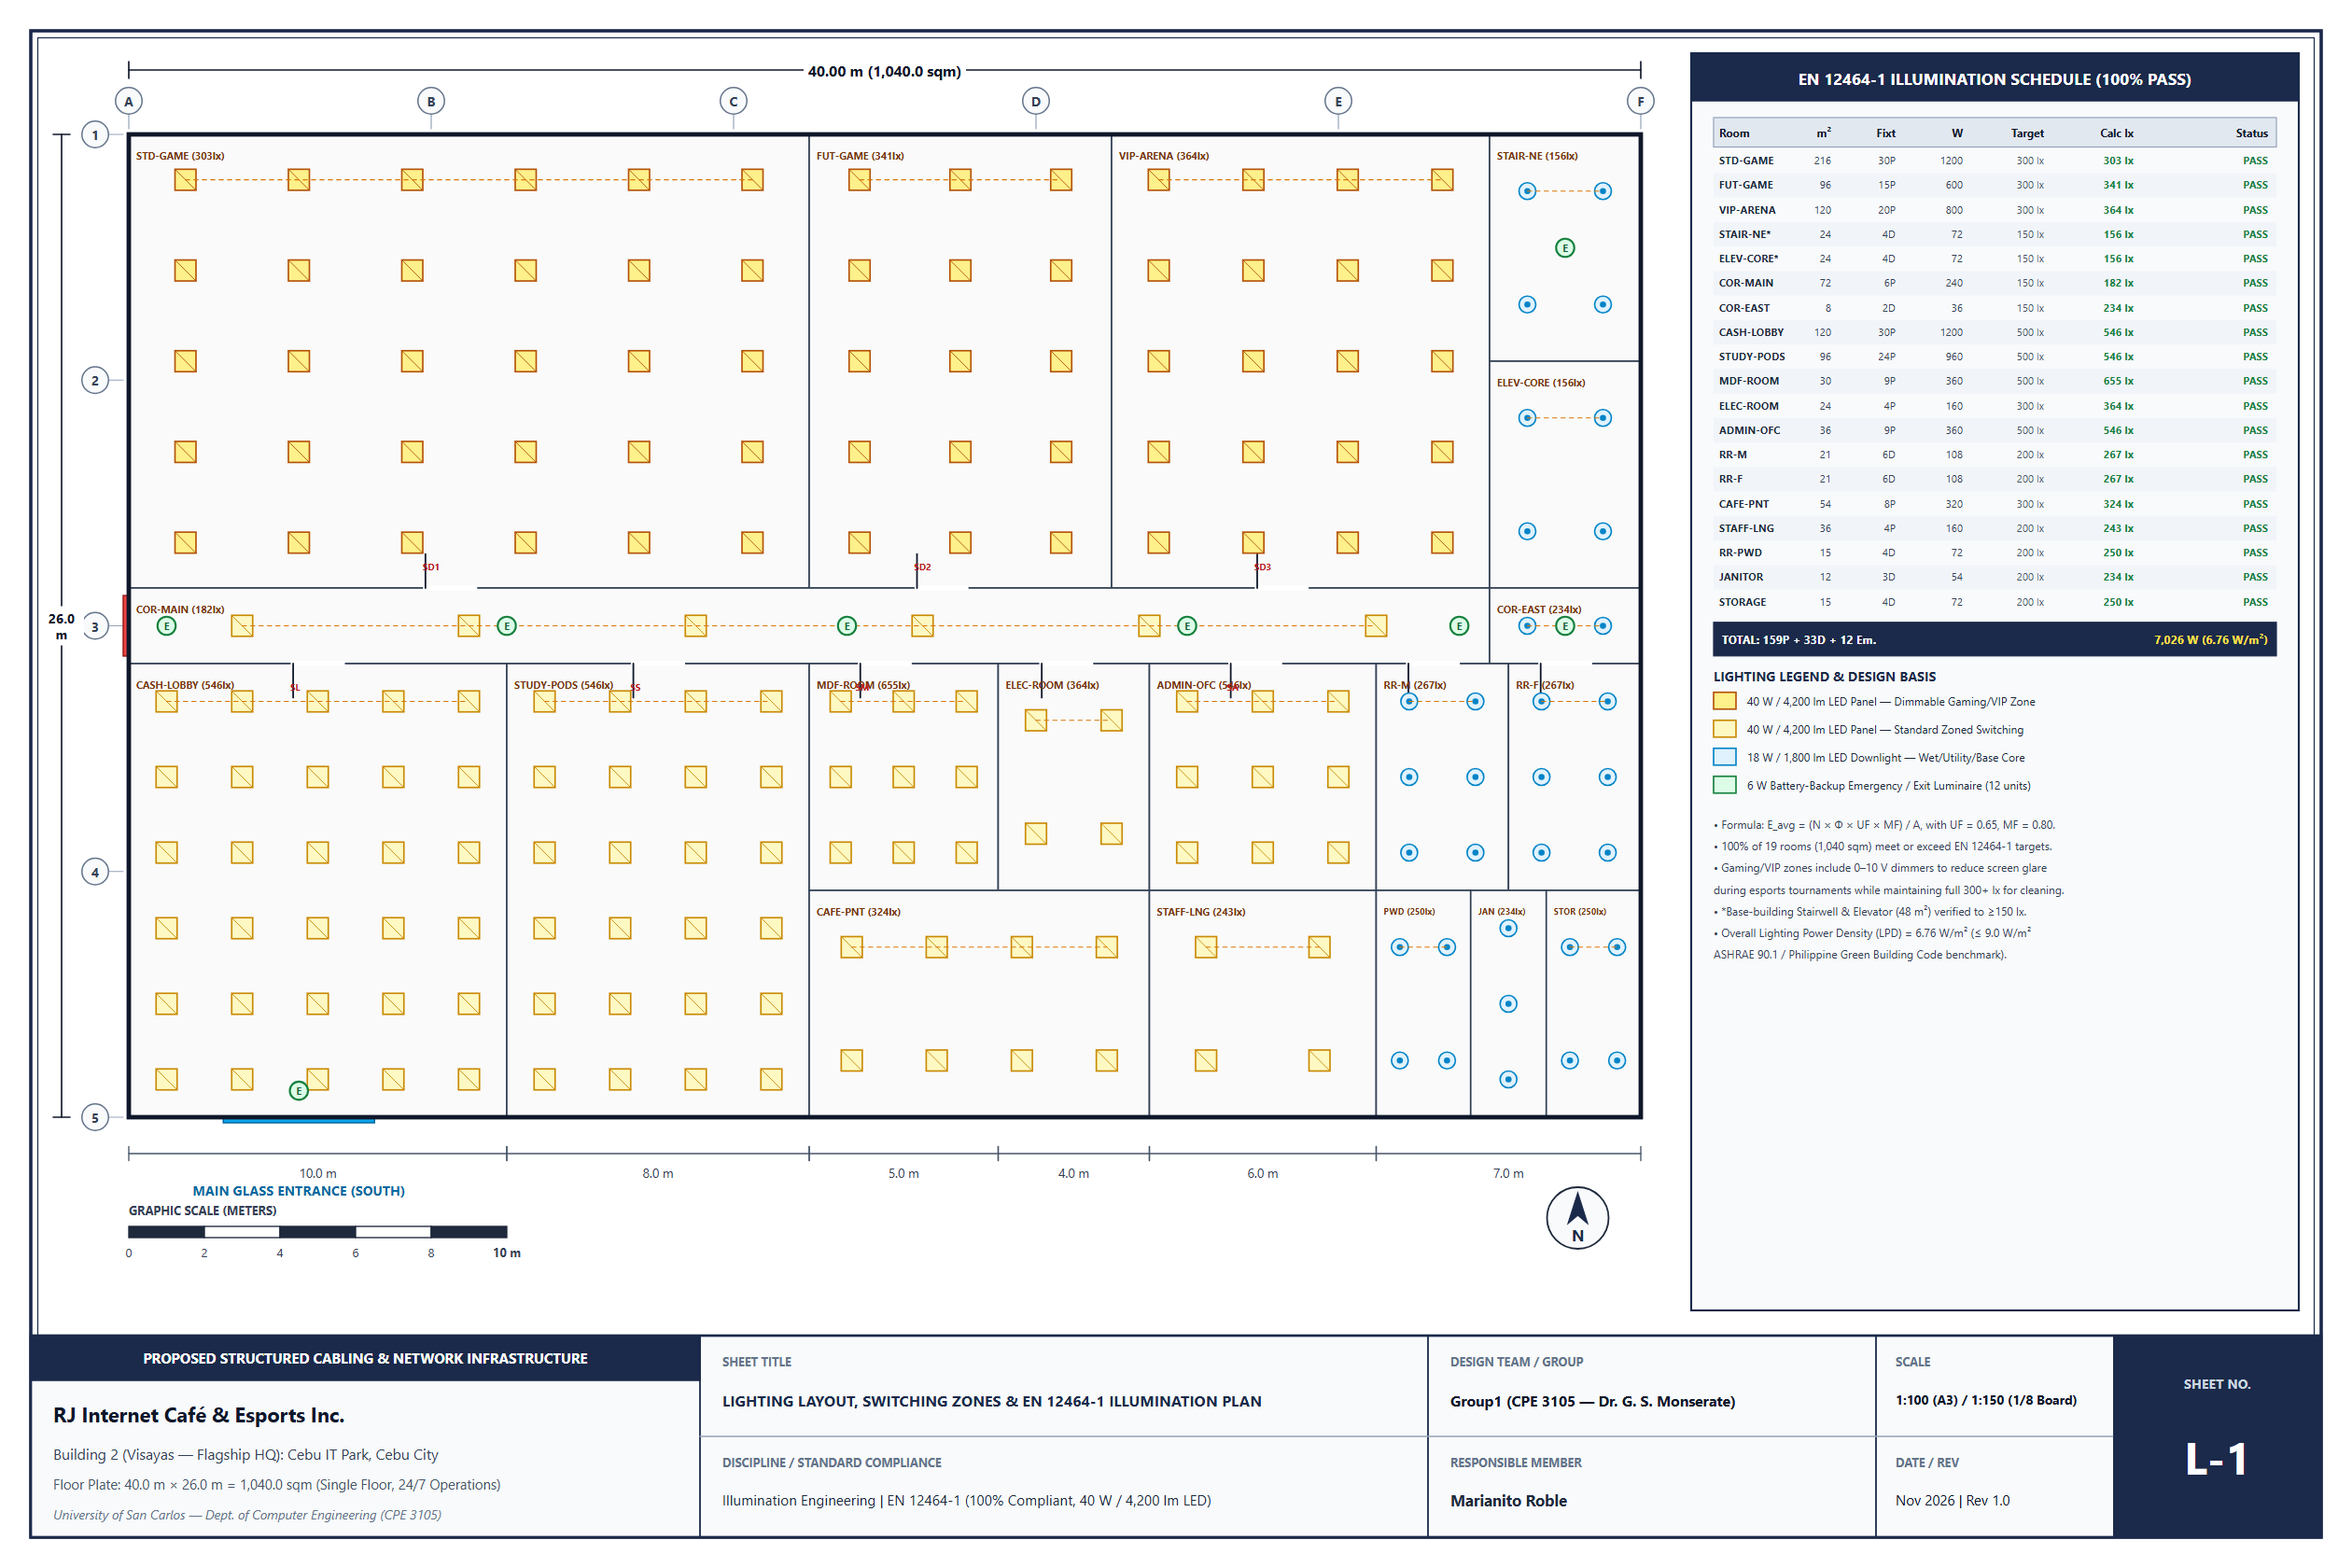 40.00 m (1,040.0 sqm)
A B C D E F
1
2
3
4
5
26.0
m
STD-GAME (303lx)
FUT-GAME (341lx)
VIP-ARENA (364lx)
STAIR-NE (156lx)
E
ELEV-CORE (156lx)
SD1
SD2
SD3
COR-MAIN (182lx)
COR-EAST (234lx)
E E E E E E
CASH-LOBBY (546lx)
SL
STUDY-PODS (546lx)
SS
MDF-ROOM (655lx)
ELEC-ROOM (364lx)
ADMIN-OFC (546lx)
RR-M (267lx)
RR-F (267lx)
CAFE-PNT (324lx)
STAFF-LNG (243lx)
PWD (250lx)
JAN (234lx)
STOR (250lx)
E
10.0 m 8.0 m 5.0 m 4.0 m 6.0 m 7.0 m
MAIN GLASS ENTRANCE (SOUTH)
GRAPHIC SCALE (METERS)
0 2 4 6 8 10 m
N
EN 12464-1 ILLUMINATION SCHEDULE (100% PASS)
Room m² Fixt W Target Calc lx Status
STD-GAME 216 30P 1200 300 lx 303 lx PASS
FUT-GAME 96 15P 600 300 lx 341 lx PASS
VIP-ARENA 120 20P 800 300 lx 364 lx PASS
STAIR-NE* 24 4D 72 150 lx 156 lx PASS
ELEV-CORE* 24 4D 72 150 lx 156 lx PASS
COR-MAIN 72 6P 240 150 lx 182 lx PASS
COR-EAST 8 2D 36 150 lx 234 lx PASS
CASH-LOBBY 120 30P 1200 500 lx 546 lx PASS
STUDY-PODS 96 24P 960 500 lx 546 lx PASS
MDF-ROOM 30 9P 360 500 lx 655 lx PASS
ELEC-ROOM 24 4P 160 300 lx 364 lx PASS
ADMIN-OFC 36 9P 360 500 lx 546 lx PASS
RR-M 21 6D 108 200 lx 267 lx PASS
RR-F 21 6D 108 200 lx 267 lx PASS
CAFE-PNT 54 8P 320 300 lx 324 lx PASS
STAFF-LNG 36 4P 160 200 lx 243 lx PASS
RR-PWD 15 4D 72 200 lx 250 lx PASS
JANITOR 12 3D 54 200 lx 234 lx PASS
STORAGE 15 4D 72 200 lx 250 lx PASS
TOTAL: 159P + 33D + 12 Em. 7,026 W (6.76 W/m²)
LIGHTING LEGEND & DESIGN BASIS
40 W / 4,200 lm LED Panel — Dimmable Gaming/VIP Zone
40 W / 4,200 lm LED Panel — Standard Zoned Switching
18 W / 1,800 lm LED Downlight — Wet/Utility/Base Core
6 W Battery-Backup Emergency / Exit Luminaire (12 units)
• Formula: E_avg = (N × Φ × UF × MF) / A, with UF = 0.65, MF = 0.80.
• 100% of 19 rooms (1,040 sqm) meet or exceed EN 12464-1 targets.
• Gaming/VIP zones include 0–10 V dimmers to reduce screen glare
during esports tournaments while maintaining full 300+ lx for cleaning.
• *Base-building Stairwell & Elevator (48 m²) verified to ≥150 lx.
• Overall Lighting Power Density (LPD) = 6.76 W/m² (≤ 9.0 W/m²
ASHRAE 90.1 / Philippine Green Building Code benchmark).
PROPOSED STRUCTURED CABLING & NETWORK INFRASTRUCTURE
RJ Internet Café & Esports Inc.
Building 2 (Visayas — Flagship HQ): Cebu IT Park, Cebu City
Floor Plate: 40.0 m × 26.0 m = 1,040.0 sqm (Single Floor, 24/7 Operations)
University of San Carlos — Dept. of Computer Engineering (CPE 3105)
SHEET TITLE
LIGHTING LAYOUT, SWITCHING ZONES & EN 12464-1 ILLUMINATION PLAN
DISCIPLINE / STANDARD COMPLIANCE
Illumination Engineering | EN 12464-1 (100% Compliant, 40 W / 4,200 lm LED)
DESIGN TEAM / GROUP
Group1 (CPE 3105 — Dr. G. S. Monserate)
RESPONSIBLE MEMBER
Marianito Roble
SCALE
1:100 (A3) / 1:150 (1/8 Board)
DATE / REV
Nov 2026 | Rev 1.0
SHEET NO.
L-1